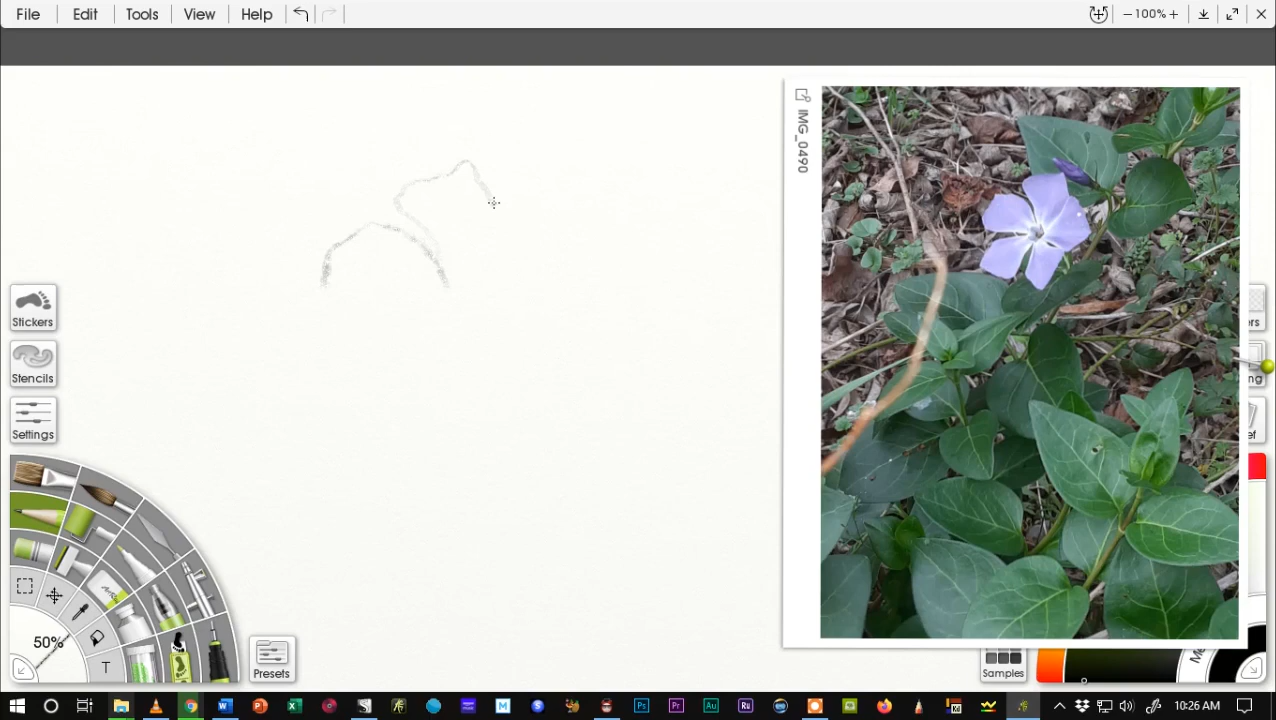 File Edit Tools View Help
100%
IMG_0490
Stickers
Stencils
Settings
50%
T
Presets
Samples
10:26 AM